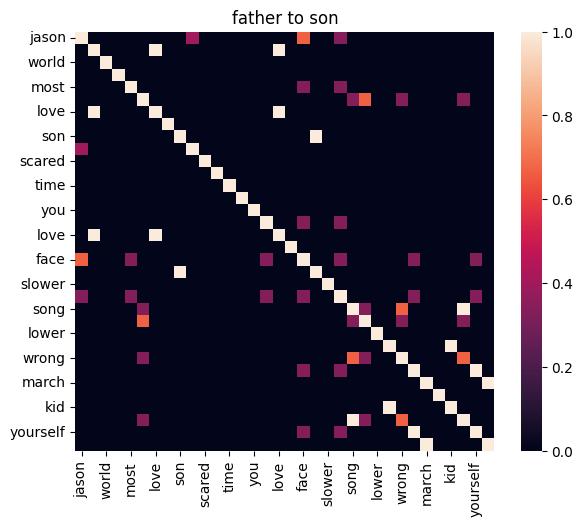 father to son
jason
world
most
love
son
scared
time
you
love
face
slower
song
lower
wrong
march
kid
yourself
1.0
0.8
0.6
0.4
0.2
0.0
jason
world
most
love
son
scared
time
you
love
face
slower
song
lower
wrong
march
kid
yourself